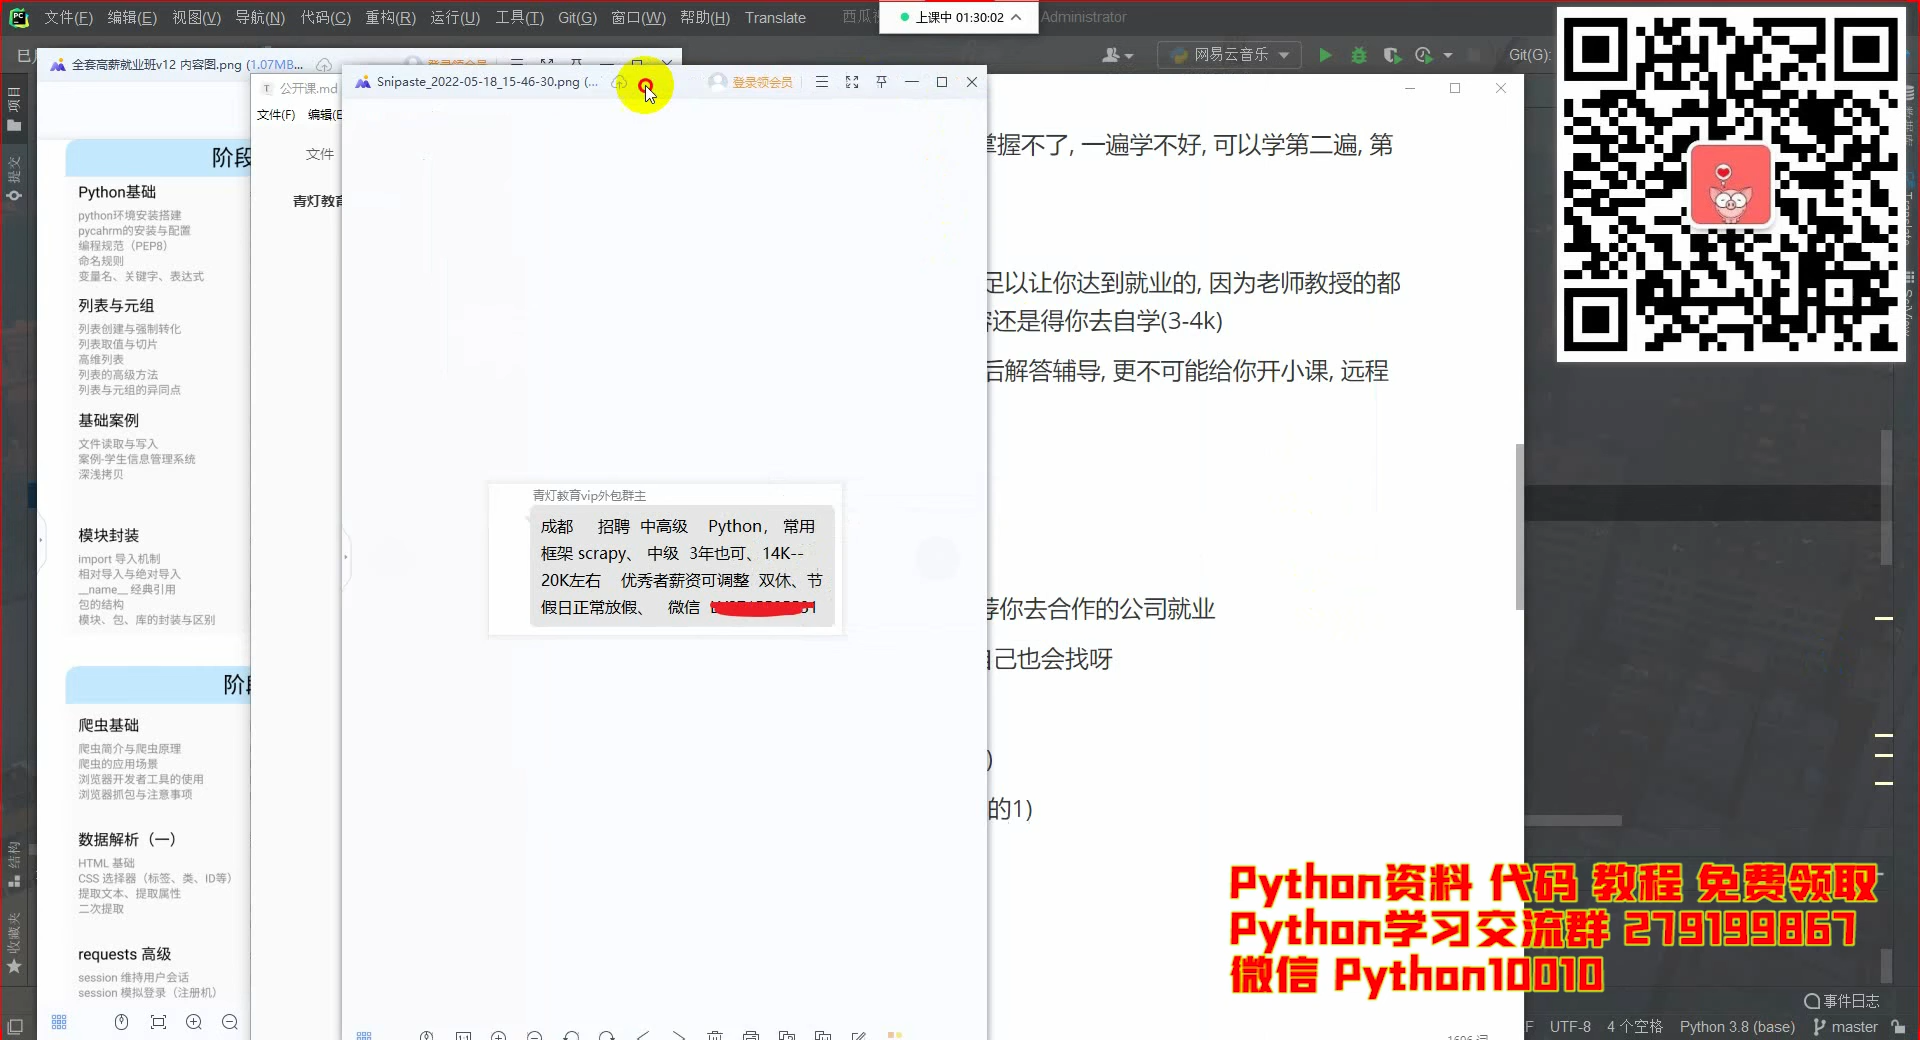 文件(F) 编辑(E) 视图(V) 导航(N) 代码(C) 重构(R) 运行(U) 工具(T) Git(G) 窗口(W) 帮助(H) Translate
上课中 01:30:02
Administrator
网易云音乐
Git(G):
全套高薪就业班v12 内容图.png (1.07MB...
公开课.md
Snipaste_2022-05-18_15-46-30.png (...
登录领会员
文件(F) 编辑(E
文件
青灯教育
项目
提交
结构
收藏夹
Python基础
python环境安装搭建
pycahrm的安装与配置
编程规范（PEP8）
命名规则
变量名、关键字、表达式
列表与元组
列表创建与强制转化
列表取值与切片
高维列表
列表的高级方法
列表与元组的异同点
基础案例
文件读取与写入
案例-学生信息管理系统
深浅拷贝
模块封装
import 导入机制
相对导入与绝对导入
__name__ 经典引用
包的结构
模块、包、库的封装与区别
爬虫基础
爬虫简介与爬虫原理
爬虫的应用场景
浏览器开发者工具的使用
浏览器抓包与注意事项
数据解析（一）
HTML 基础
CSS 选择器（标签、类、ID等）
提取文本、提取属性
二次提取
requests 高级
session 维持用户会话
session 模拟登录（注册机）
青灯教育vip外包群主
成都 招聘 中高级 Python， 常用
框架 scrapy、 中级 3年也可、14K--
20K左右 优秀者薪资可调整 双休、节
假日正常放假、 微信
掌握不了, 一遍学不好, 可以学第二遍, 第
足以让你达到就业的, 因为老师教授的都
还是得你去自学(3-4k)
后解答辅导, 更不可能给你开小课, 远程
荐你去合作的公司就业
自己也会找呀
)
的1)
Python资料 代码 教程 免费领取
Python学习交流群 279199867
微信 Python10010
事件日志
F UTF-8 4 个空格 Python 3.8 (base) master